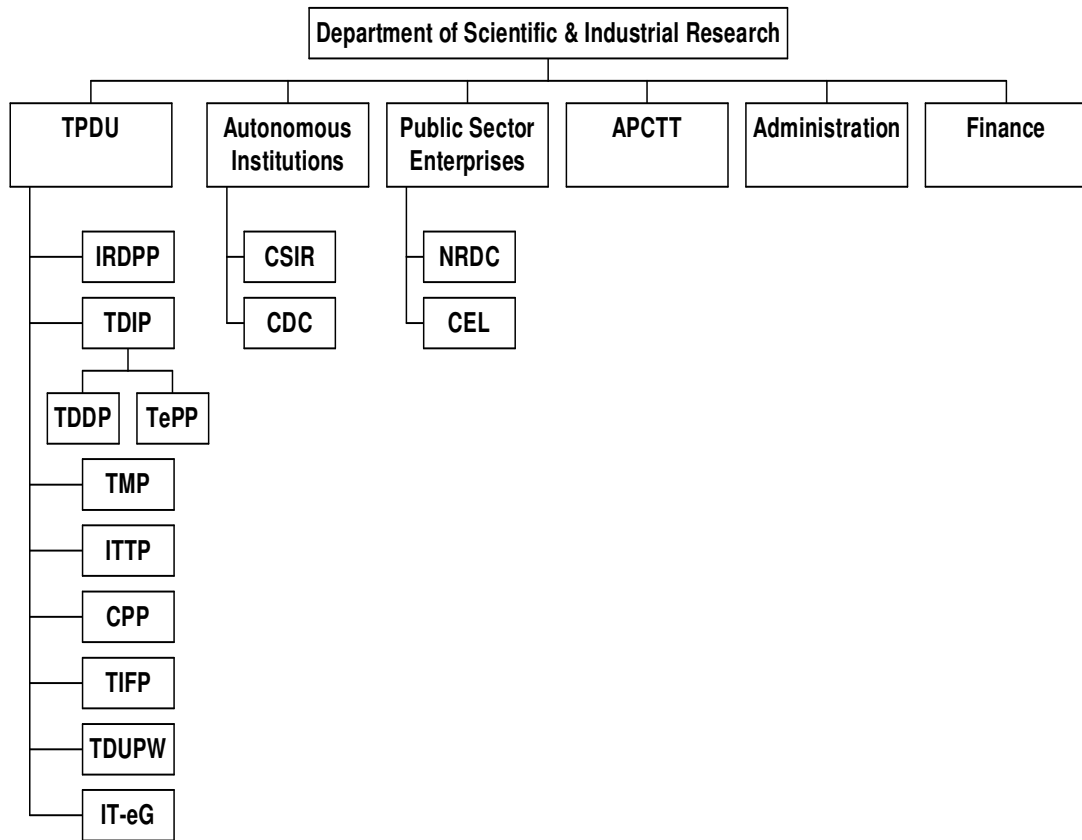 Department of Scientific & Industrial Research
TPDU
Autonomous
Institutions
Public Sector
Enterprises
APCTT
Administration
Finance
IRDPP
CSIR
NRDC
TDIP
CDC
CEL
TDDP
TePP
TMP
ITTP
CPP
TIFP
TDUPW
IT-eG